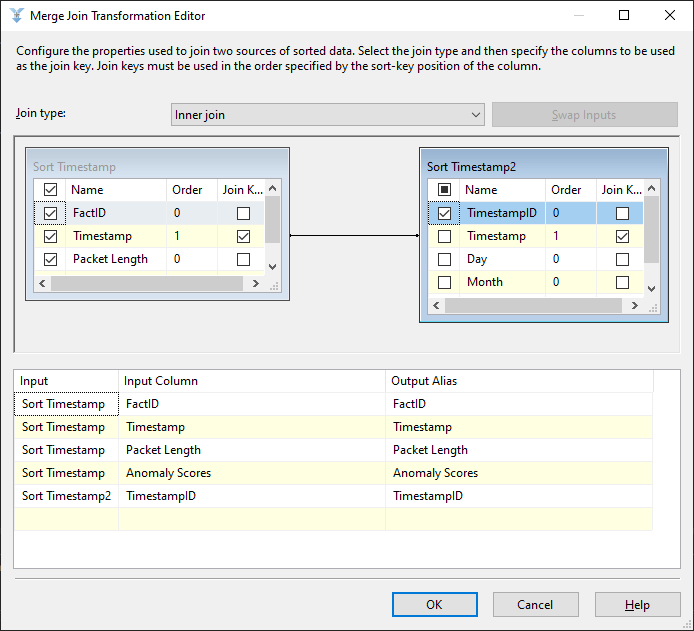 Merge Join Transformation Editor
Configure the properties used to join two sources of sorted data. Select the join type and then specify the columns to be used
as the join key. Join keys must be used in the order specified by the sort-key position of the column.
Join type: Inner join Swap Inputs
Sort Timestamp
Name Order Join K...
FactID 0
Timestamp 1
Packet Length 0
Sort Timestamp2
Name Order Join K...
TimestampID 0
Timestamp 1
Day 0
Month 0
Input Input Column Output Alias
Sort Timestamp FactID FactID
Sort Timestamp Timestamp Timestamp
Sort Timestamp Packet Length Packet Length
Sort Timestamp Anomaly Scores Anomaly Scores
Sort Timestamp2 TimestampID TimestampID
OK Cancel Help